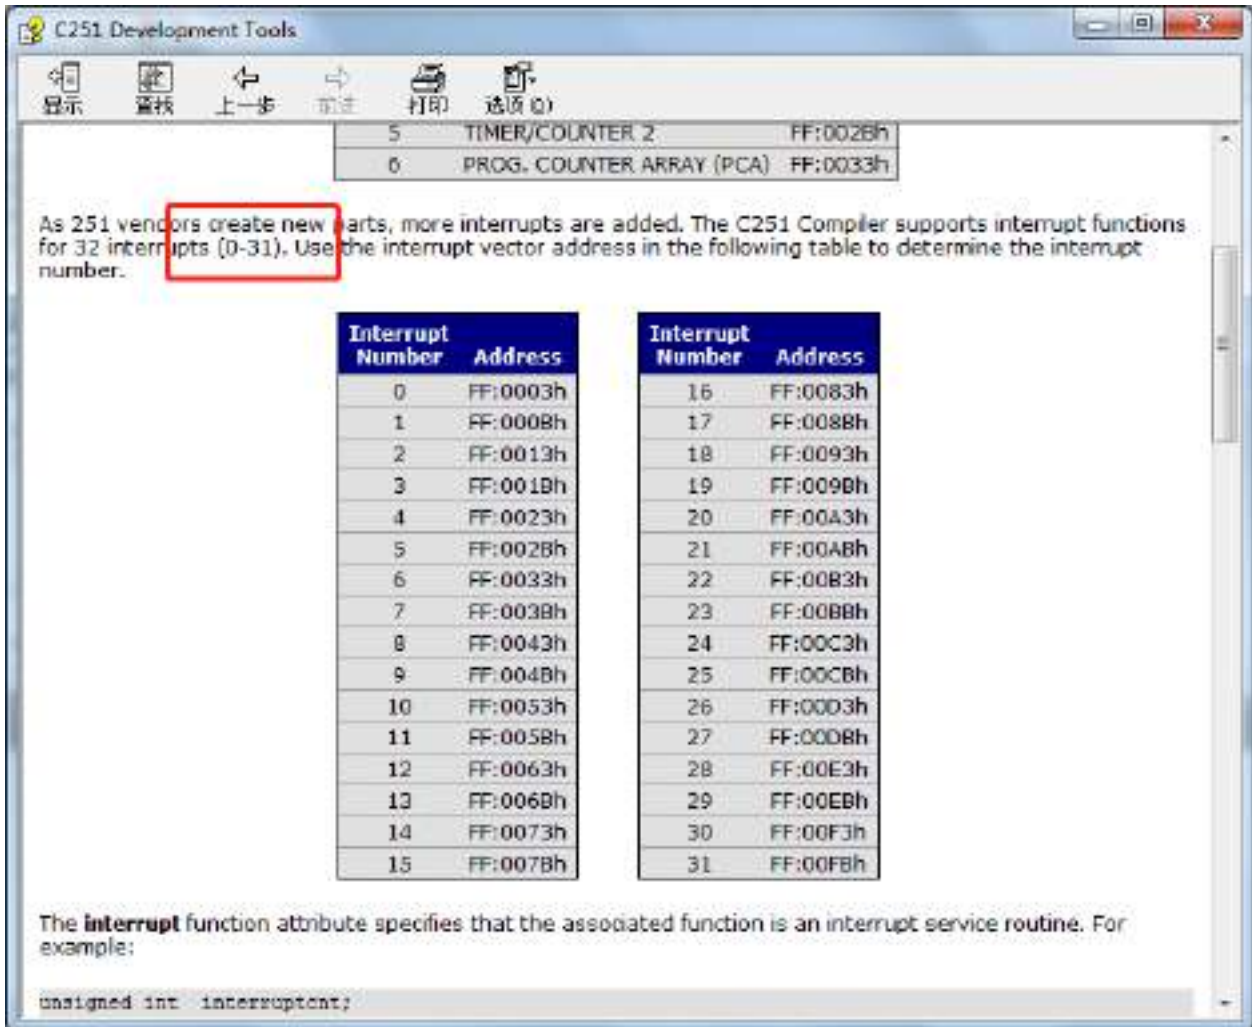 C251 Development Tools
显示 查找 上一步 前进 打印 选项(O)
5 TIMER/COUNTER 2 FF:002Bh
6 PROG. COUNTER ARRAY (PCA) FF:0033h
As 251 vendors create new parts, more interrupts are added. The C251 Compiler supports interrupt functions
for 32 interrupts (0-31). Use the interrupt vector address in the following table to determine the interrupt
number.
Interrupt Number Address Interrupt Number Address
0 FF:0003h 16 FF:0083h
1 FF:000Bh 17 FF:008Bh
2 FF:0013h 18 FF:0093h
3 FF:001Bh 19 FF:009Bh
4 FF:0023h 20 FF:00A3h
5 FF:002Bh 21 FF:00ABh
6 FF:0033h 22 FF:00B3h
7 FF:003Bh 23 FF:00BBh
8 FF:0043h 24 FF:00C3h
9 FF:004Bh 25 FF:00CBh
10 FF:0053h 26 FF:00D3h
11 FF:005Bh 27 FF:00DBh
12 FF:0063h 28 FF:00E3h
13 FF:006Bh 29 FF:00EBh
14 FF:0073h 30 FF:00F3h
15 FF:007Bh 31 FF:00FBh
The interrupt function attribute specifies that the associated function is an interrupt service routine. For
example:
unsigned int interruptcnt;